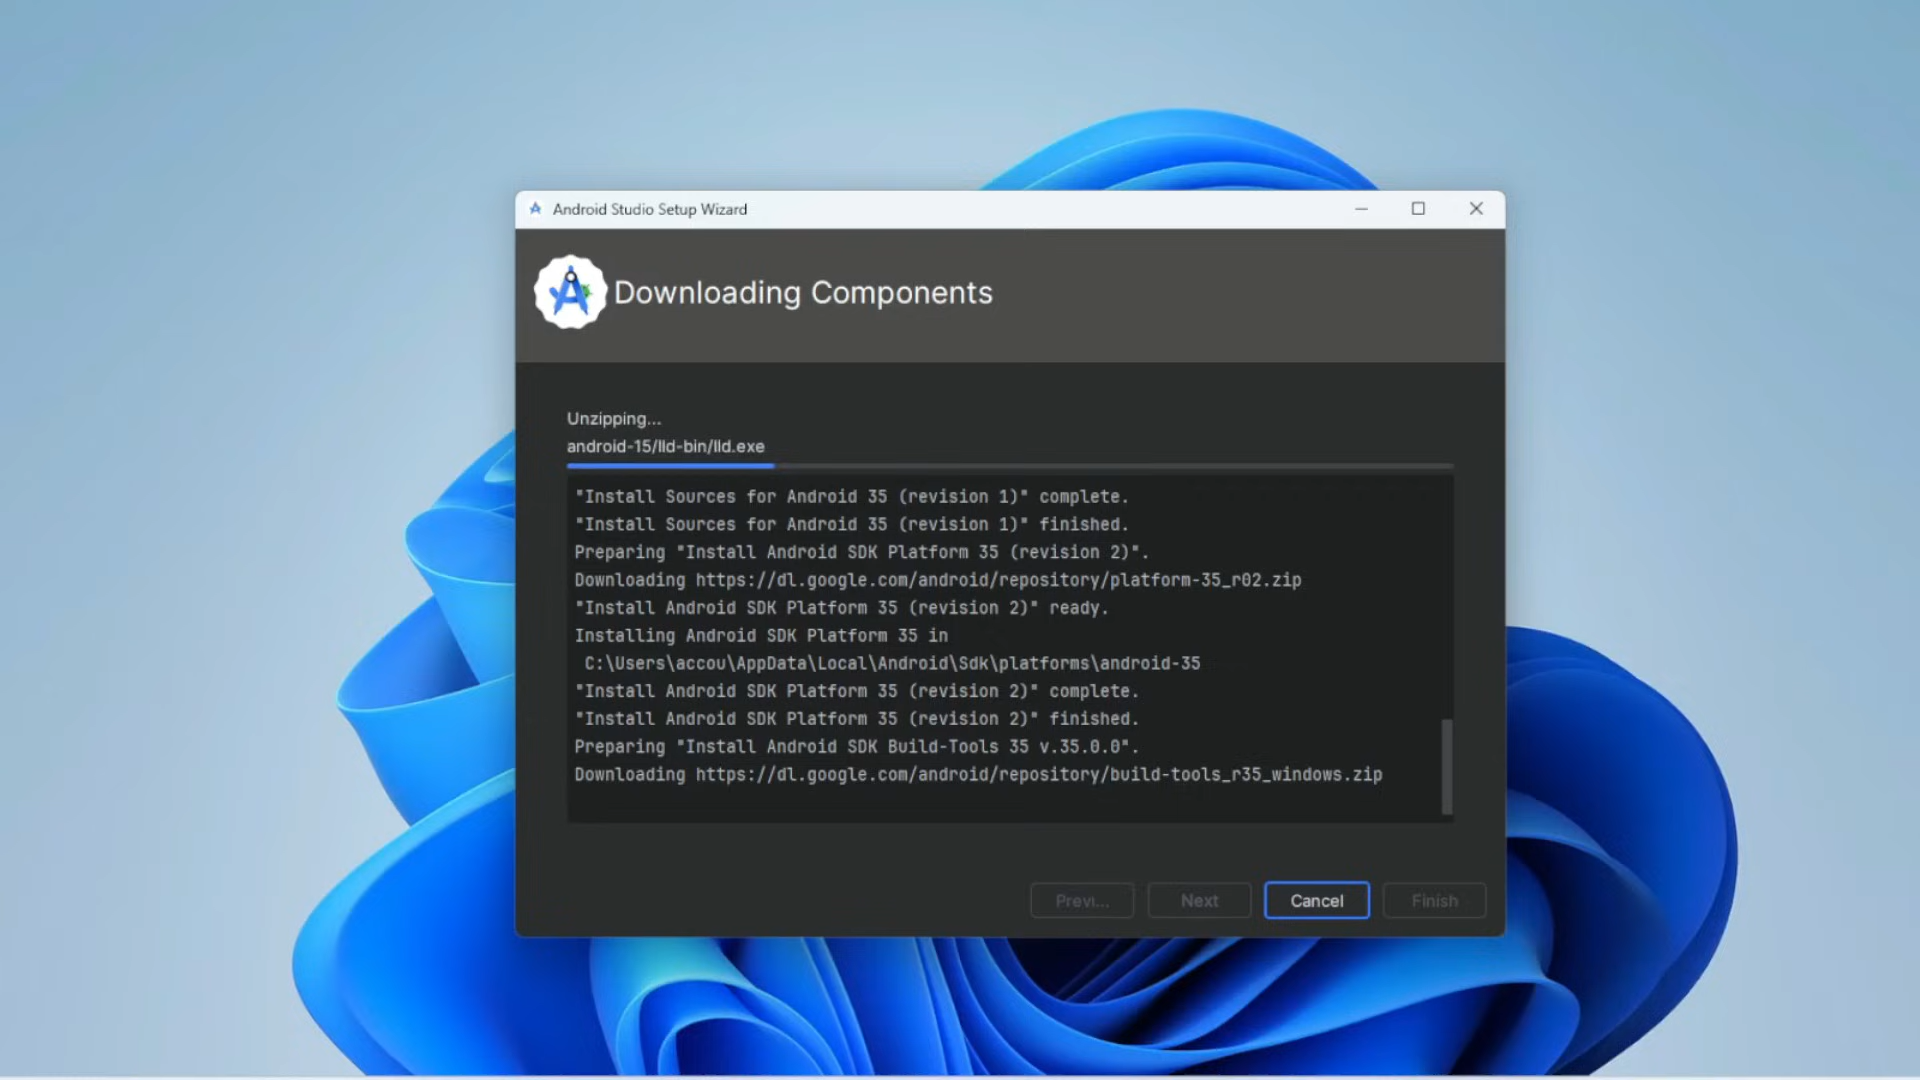 Android Studio Setup Wizard
Downloading Components
Unzipping...
android-15/lld-bin/lld.exe
"Install Sources for Android 35 (revision 1)" complete.
"Install Sources for Android 35 (revision 1)" finished.
Preparing "Install Android SDK Platform 35 (revision 2)".
Downloading https://dl.google.com/android/repository/platform-35_r02.zip
"Install Android SDK Platform 35 (revision 2)" ready.
Installing Android SDK Platform 35 in
C:\Users\accou\AppData\Local\Android\Sdk\platforms\android-35
"Install Android SDK Platform 35 (revision 2)" complete.
"Install Android SDK Platform 35 (revision 2)" finished.
Preparing "Install Android SDK Build-Tools 35 v.35.0.0".
Downloading https://dl.google.com/android/repository/build-tools_r35_windows.zip
Previ... Next Cancel Finish